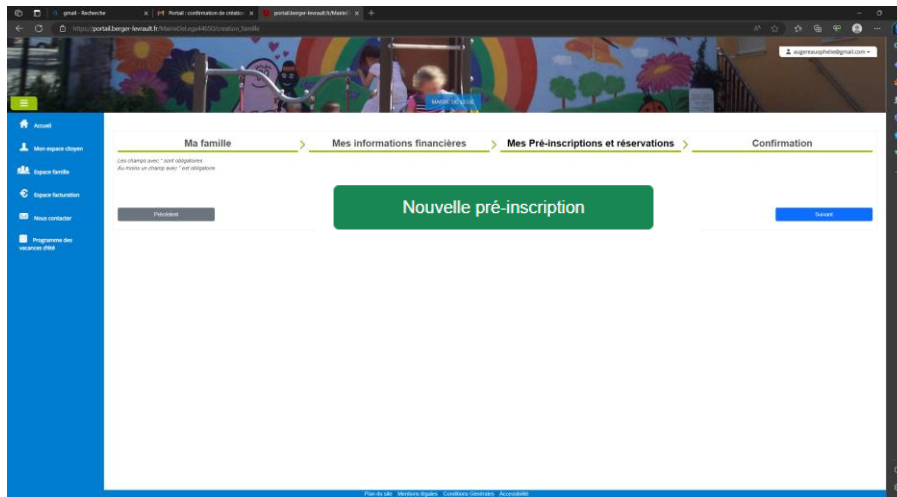 gmail - Recherche
Portail : confirmation de création
portail.berger-levrault.fr/MairieD
https://portail.berger-levrault.fr/MairieDeLege44650/creation_famille
augereauophelie@gmail.com
MAIRIE DE LEGE
Accueil
Mon espace citoyen
Espace famille
Espace facturation
Nous contacter
Programme des
vacances d'été
Ma famille
Mes informations financières
Mes Pré-inscriptions et réservations
Confirmation
Les champs avec * sont obligatoires
Au moins un champ avec * est obligatoire
Précédent
Nouvelle pré-inscription
Suivant
Plan du site Mentions légales Conditions Générales Accessibilité